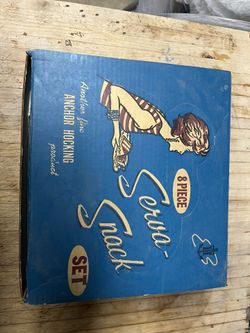 8 PIECE
Serva-
Snack
SET
Another fine
ANCHOR HOCKING
product